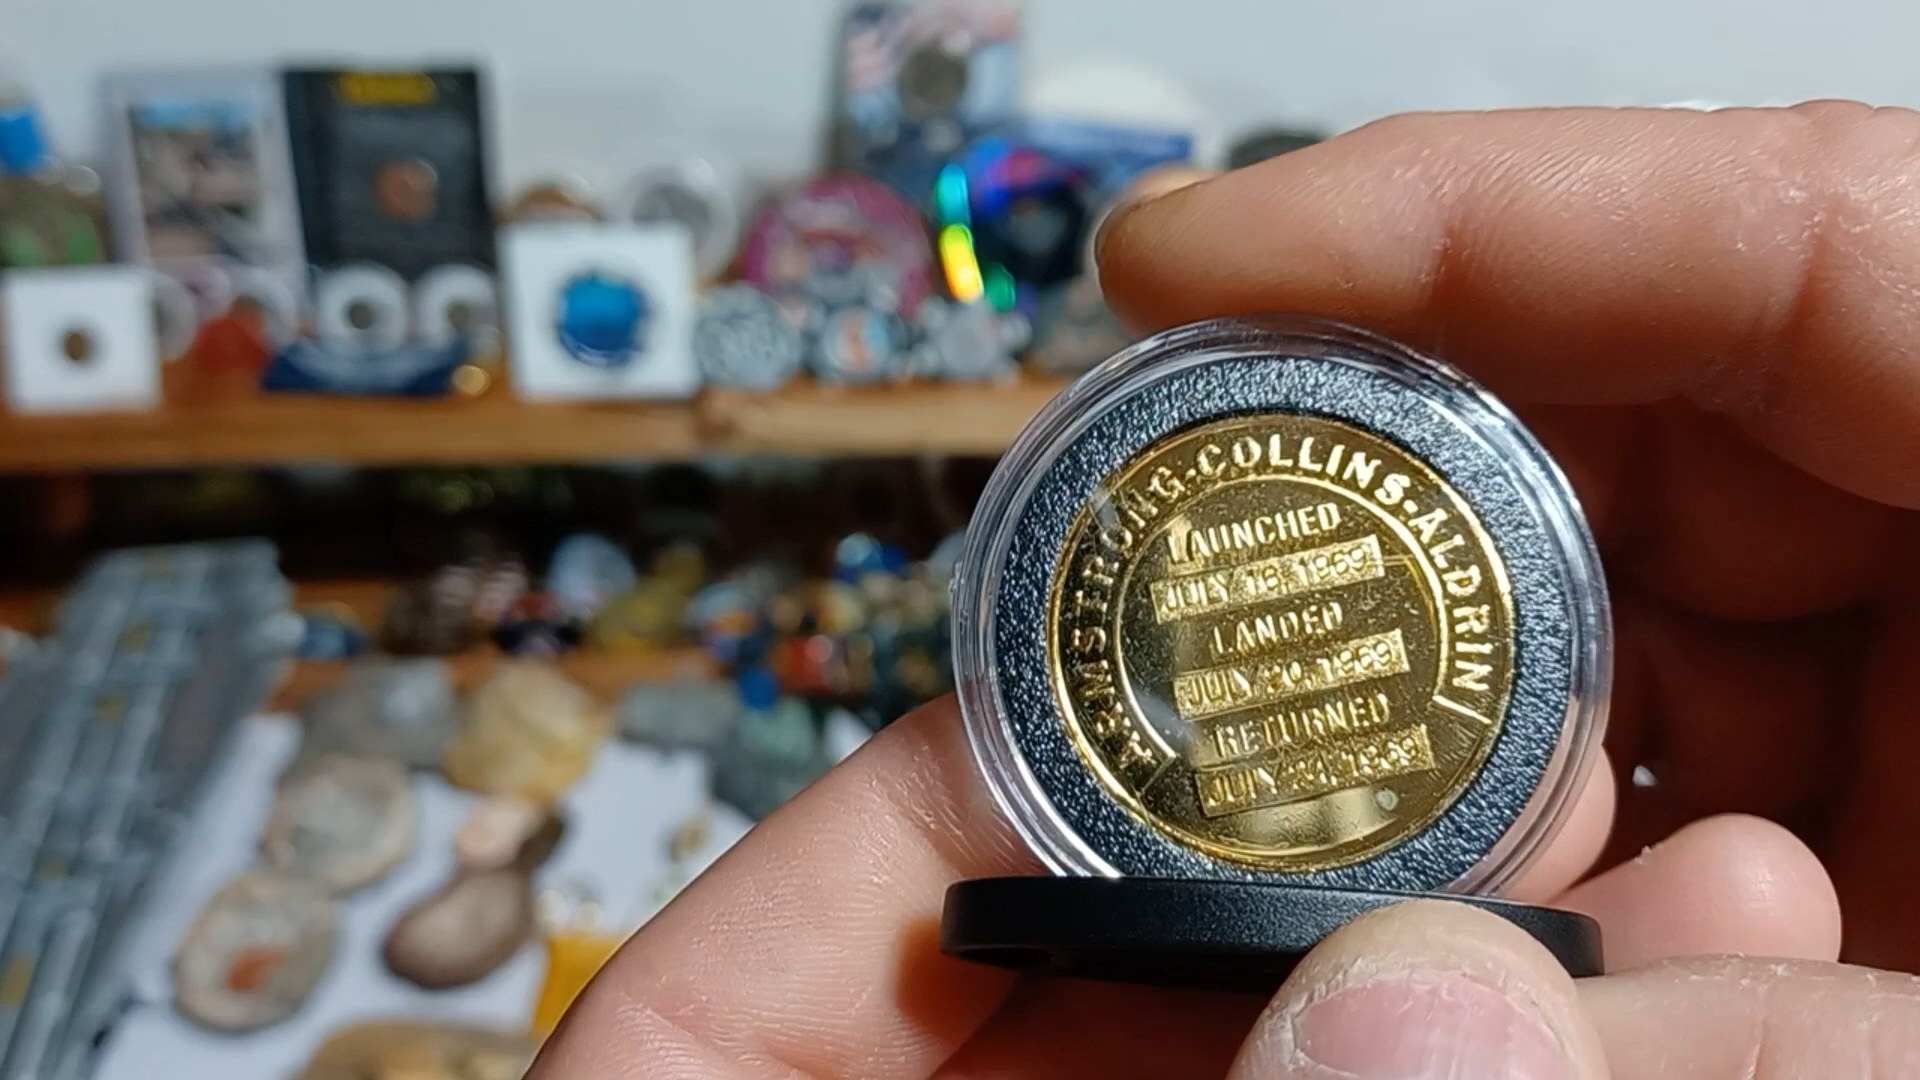 ARMSTRONG-COLLINS-ALDRIN
LAUNCHED
JULY 16, 1969
LANDED
JULY 20, 1969
RETURNED
JULY 24, 1969